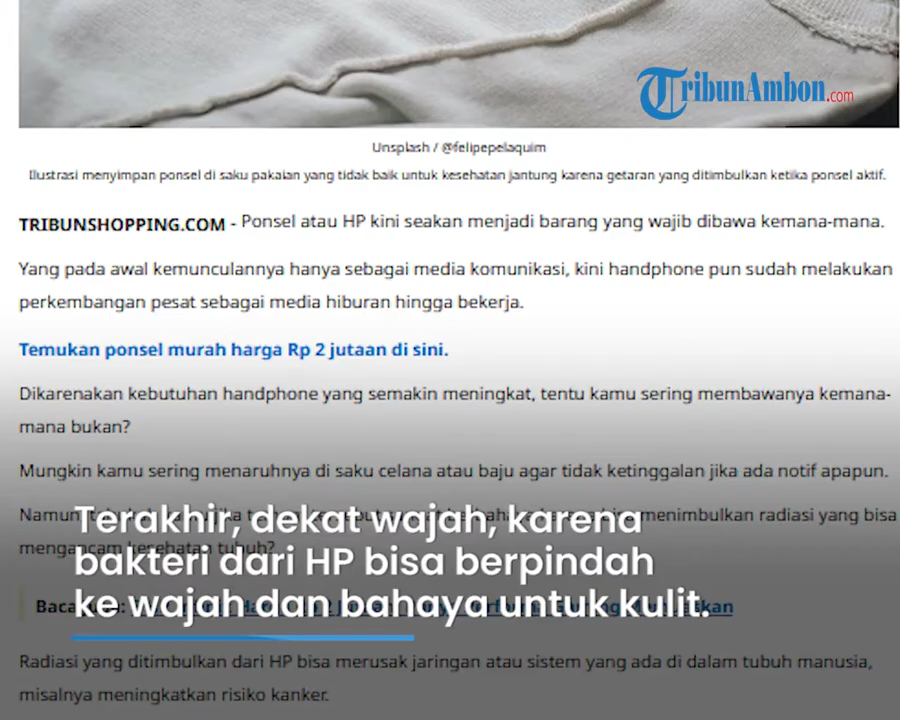 TribunAmbon.com
Unsplash / @felipepelaquim
Ilustrasi menyimpan ponsel di saku pakaian yang tidak baik untuk kesehatan jantung karena getaran yang ditimbulkan ketika ponsel aktif.
TRIBUNSHOPPING.COM - Ponsel atau HP kini seakan menjadi barang yang wajib dibawa kemana-mana.
Yang pada awal kemunculannya hanya sebagai media komunikasi, kini handphone pun sudah melakukan
perkembangan pesat sebagai media hiburan hingga bekerja.
Temukan ponsel murah harga Rp 2 jutaan di sini.
Dikarenakan kebutuhan handphone yang semakin meningkat, tentu kamu sering membawanya kemana-
mana bukan?
Mungkin kamu sering menaruhnya di saku celana atau baju agar tidak ketinggalan jika ada notif apapun.
Namun menimbulkan radiasi yang bisa
mengancam kesehatan tubuh?
Terakhir, dekat wajah, karena
bakteri dari HP bisa berpindah
ke wajah dan bahaya untuk kulit.
Radiasi yang ditimbulkan dari HP bisa merusak jaringan atau sistem yang ada di dalam tubuh manusia,
misalnya meningkatkan risiko kanker.